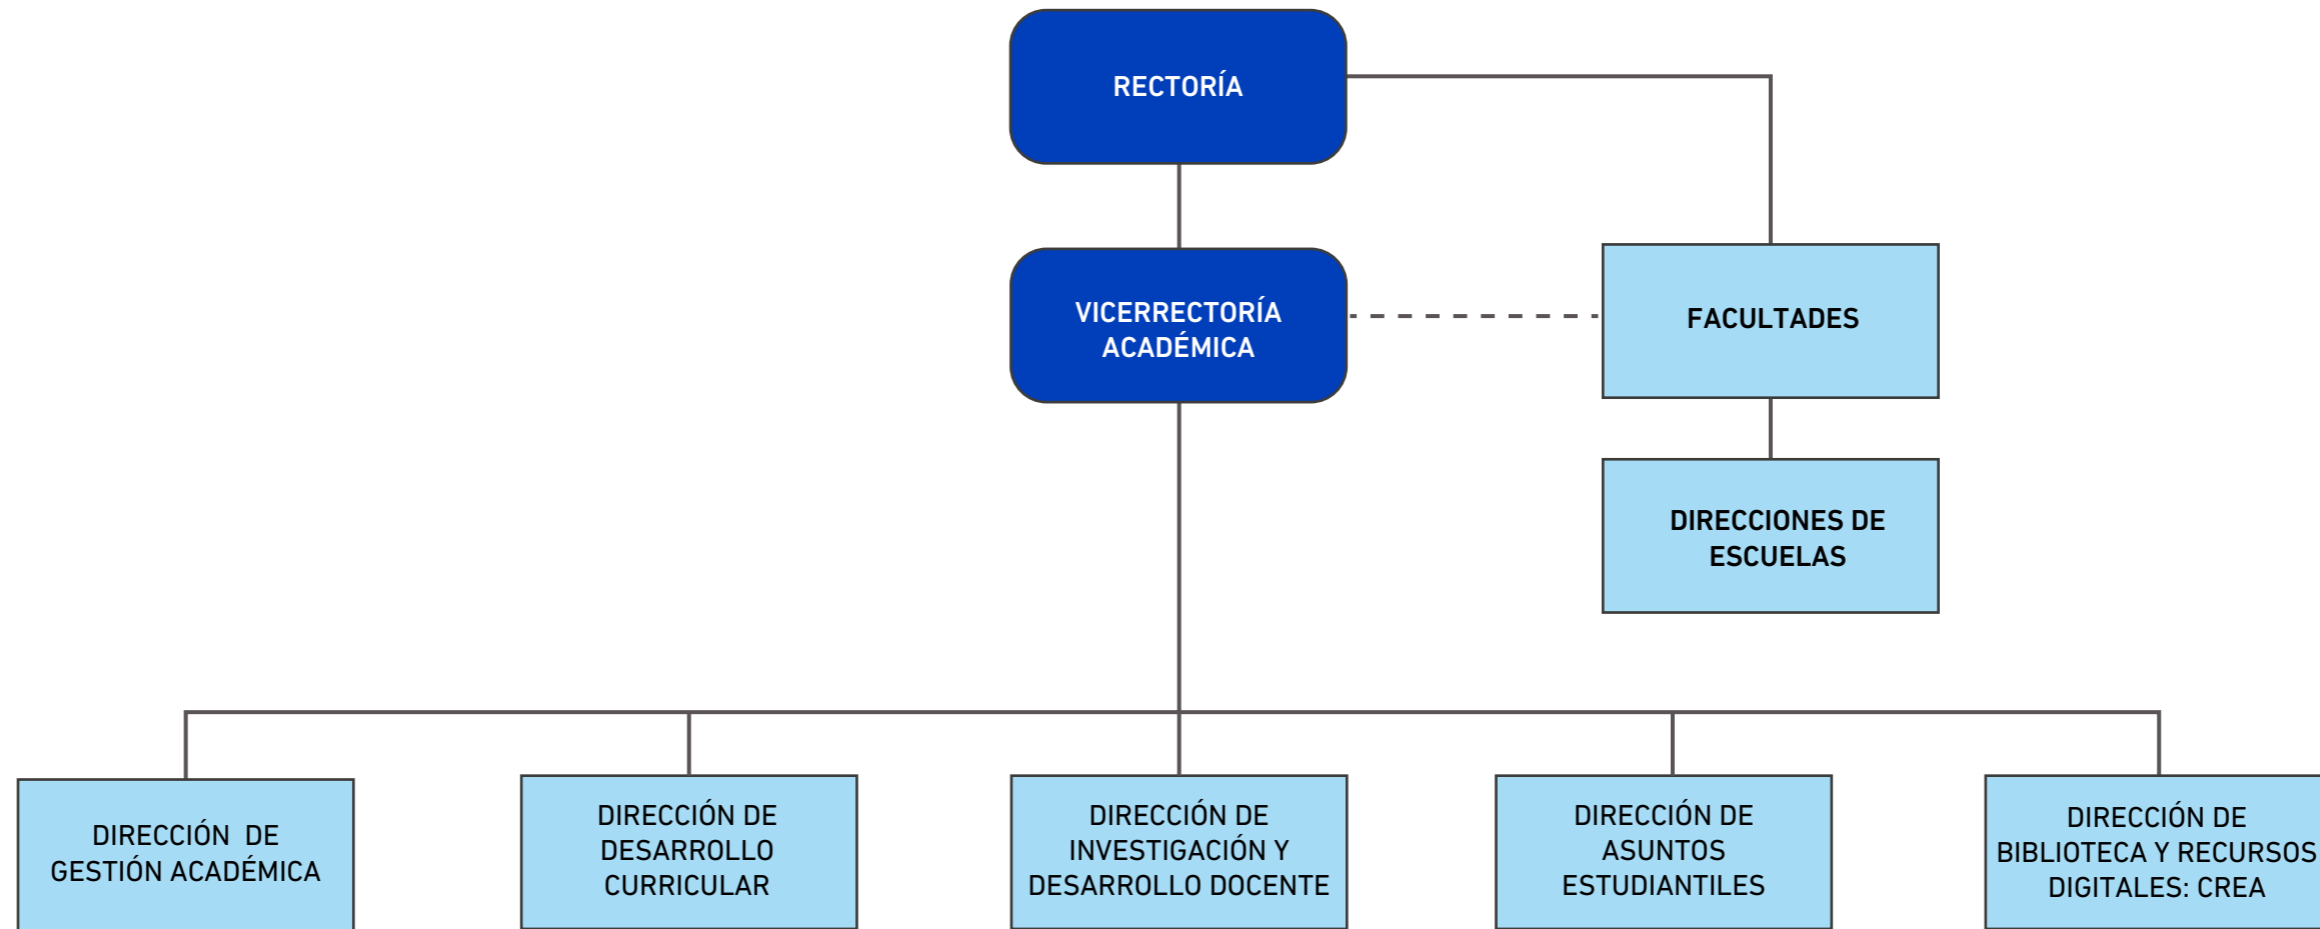 RECTORÍA
VICERRECTORÍA
ACADÉMICA
FACULTADES
DIRECCIONES DE
ESCUELAS
DIRECCIÓN DE
GESTIÓN ACADÉMICA
DIRECCIÓN DE
DESARROLLO
CURRICULAR
DIRECCIÓN DE
INVESTIGACIÓN Y
DESARROLLO DOCENTE
DIRECCIÓN DE
ASUNTOS
ESTUDIANTILES
DIRECCIÓN DE
BIBLIOTECA Y RECURSOS
DIGITALES: CREA